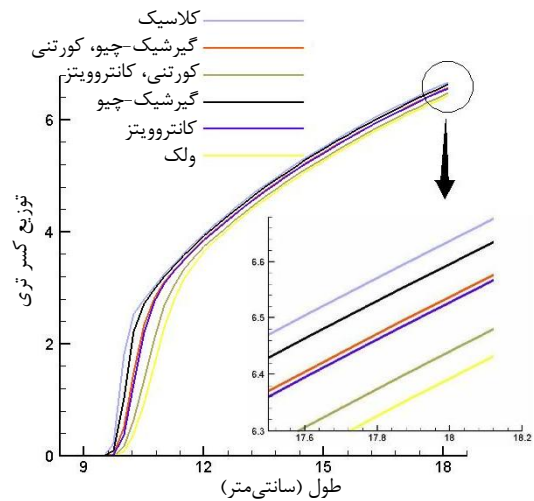 کلاسیک
گیرشیک-چیو، کورتنی
کورتنی، کانتروویتز
گیرشیک-چیو
کانتروویتز
ولک
توزیع کسر تری
6
4
2
0
9
12
15
18
طول (سانتی‌متر)
6.6
6.5
6.4
6.3
17.6
17.8
18
18.2